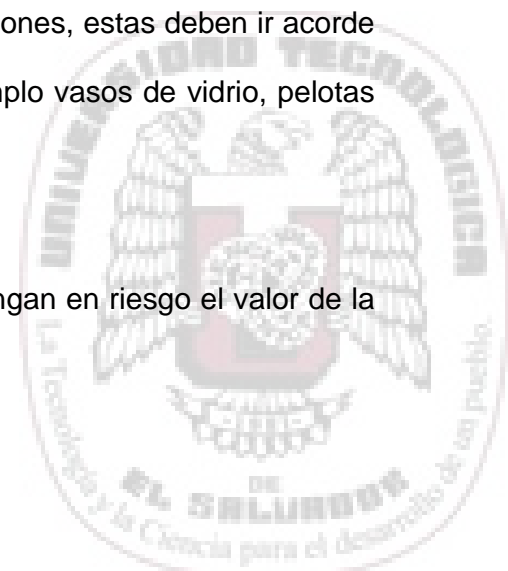 ones, estas deben ir acorde
UNIVERSIDAD TECNOLOGICA
nplo vasos de vidrio, pelotas
ngan en riesgo el valor de la
La Tecnología y la Ciencia para el desarrollo de un pueblo.
DE
EL SALVADOR